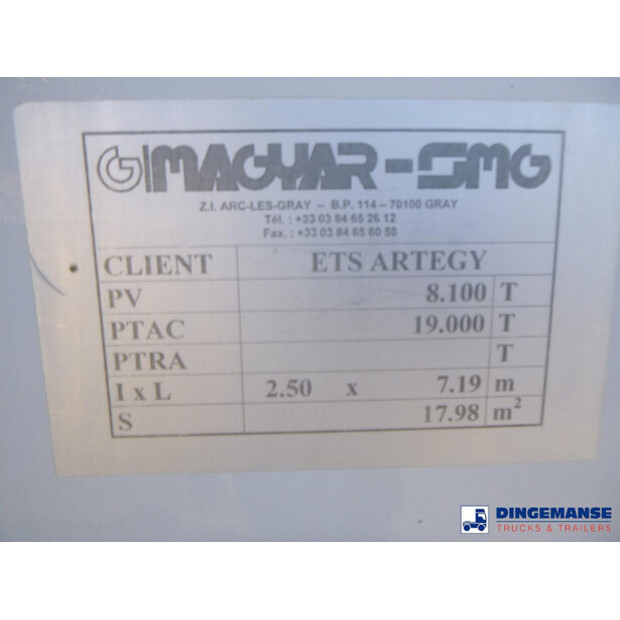 G MAGYAR-SMG
Z.I. ARC-LES-GRAY – B.P. 114 – 70100 GRAY
Tél. : +33 03 84 65 26 12
Fax. : +33 03 84 65 60 58
CLIENT ETS ARTEGY
PV 8.100 T
PTAC 19.000 T
PTRA T
l x L 2.50 x 7.19 m
S 17.98 m²
DINGEMANSE
TRUCKS & TRAILERS